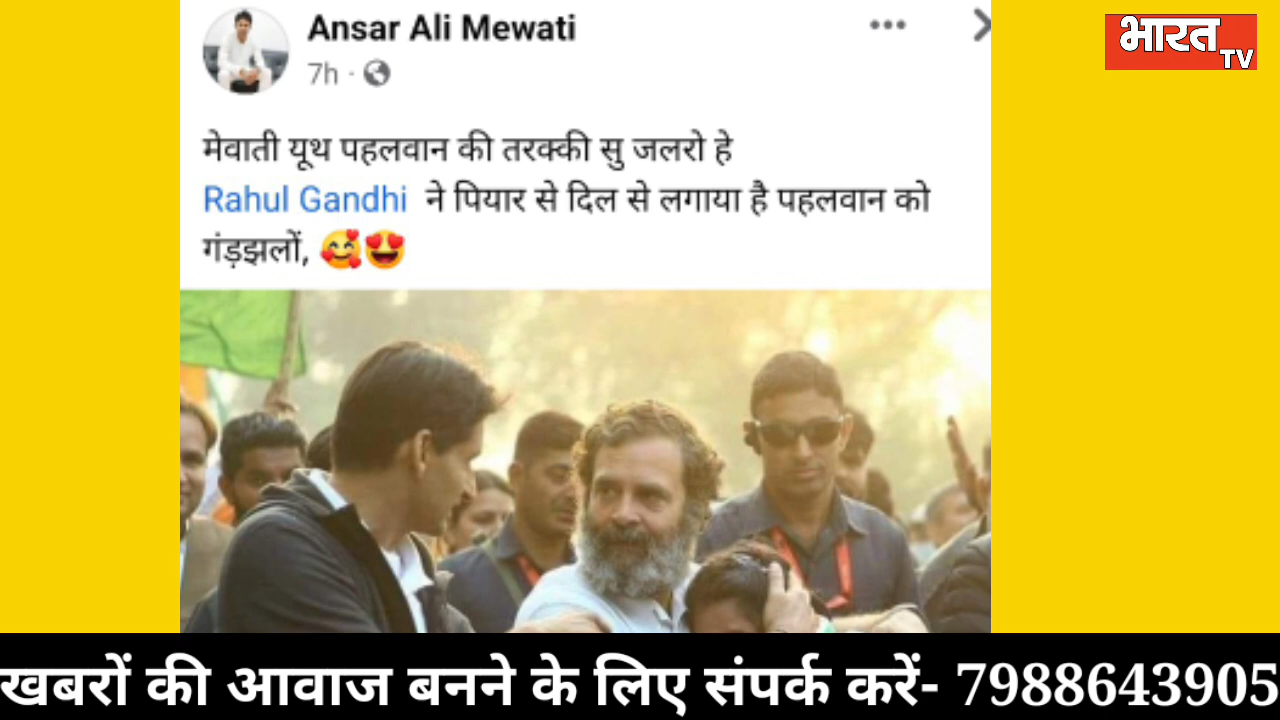 Ansar Ali Mewati
7h ·
भारत
TV
मेवाती यूथ पहलवान की तरक्की सु जलरो हे
Rahul Gandhi ने पियार से दिल से लगाया है पहलवान को
गंड़झलों, 🥰😍
खबरों की आवाज बनने के लिए संपर्क करें- 7988643905